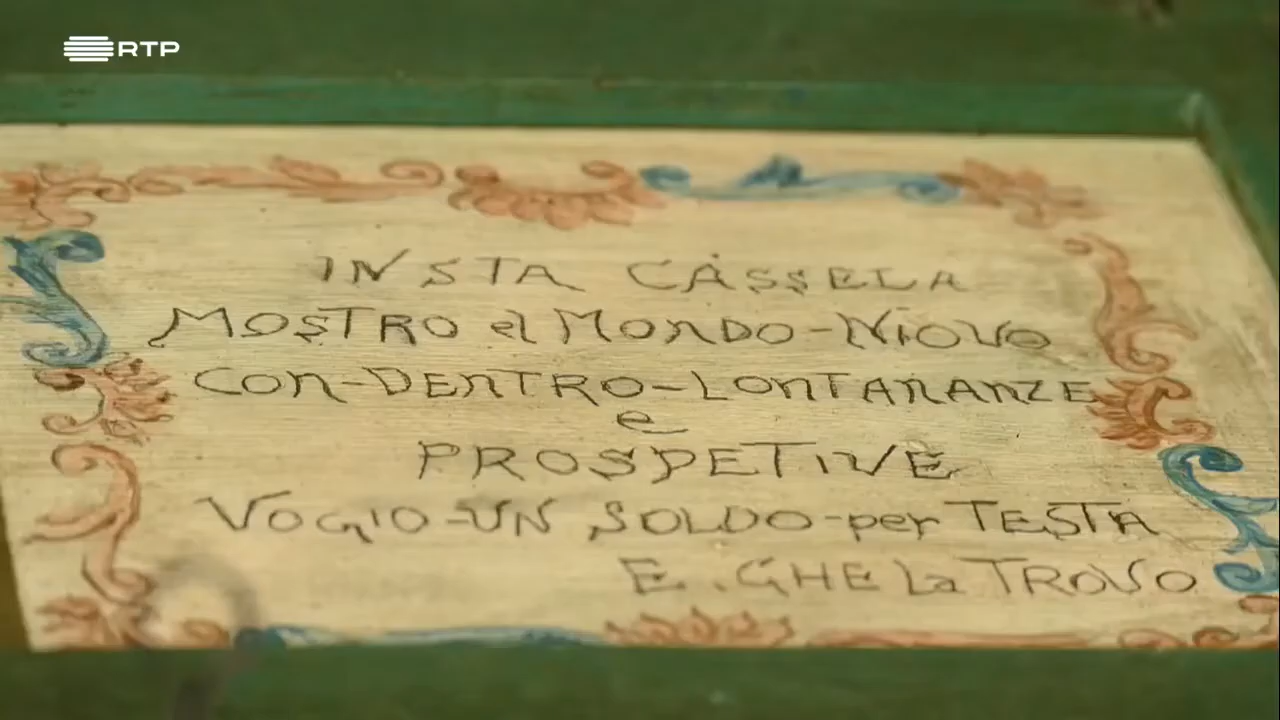 RTP
IN STA CASSELA
MOSTRO el MONDO-NIOVO
CON-DENTRO-LONTANANZE
e
PROSPETIVE
VOGIO-UN SOLDO-per TESTA
E. GHE La TROVO